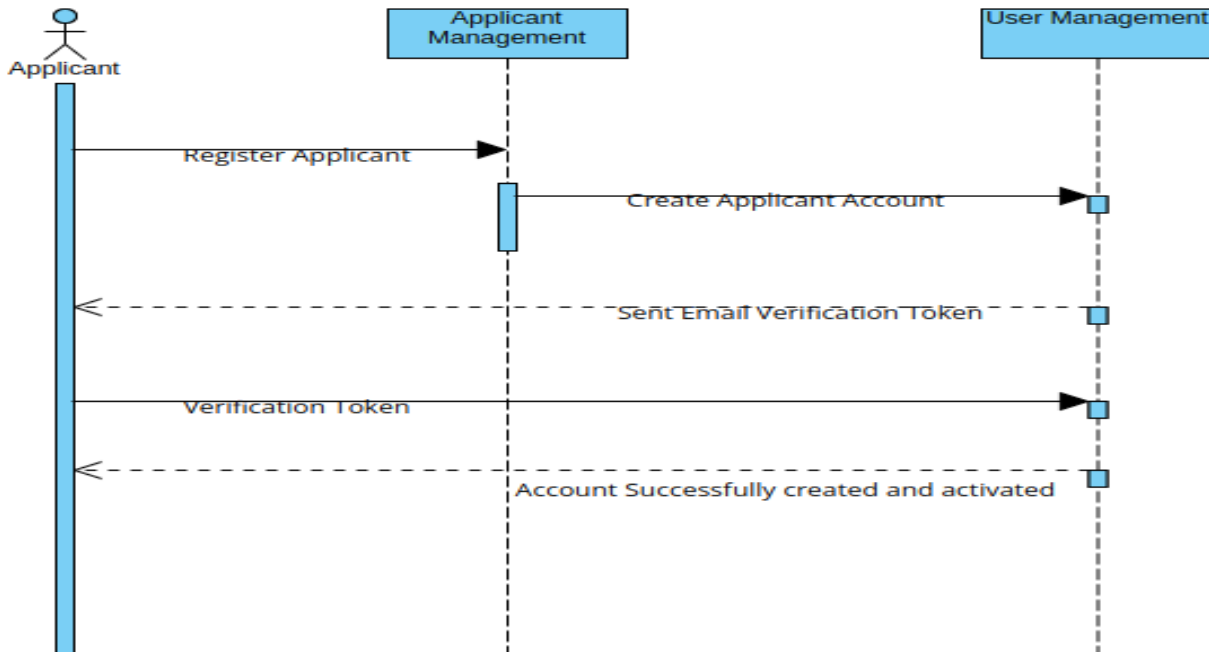 Applicant
Applicant
Management
User Management
Register Applicant
Create Applicant Account
Sent Email Verification Token
Verification Token
Account Successfully created and activated